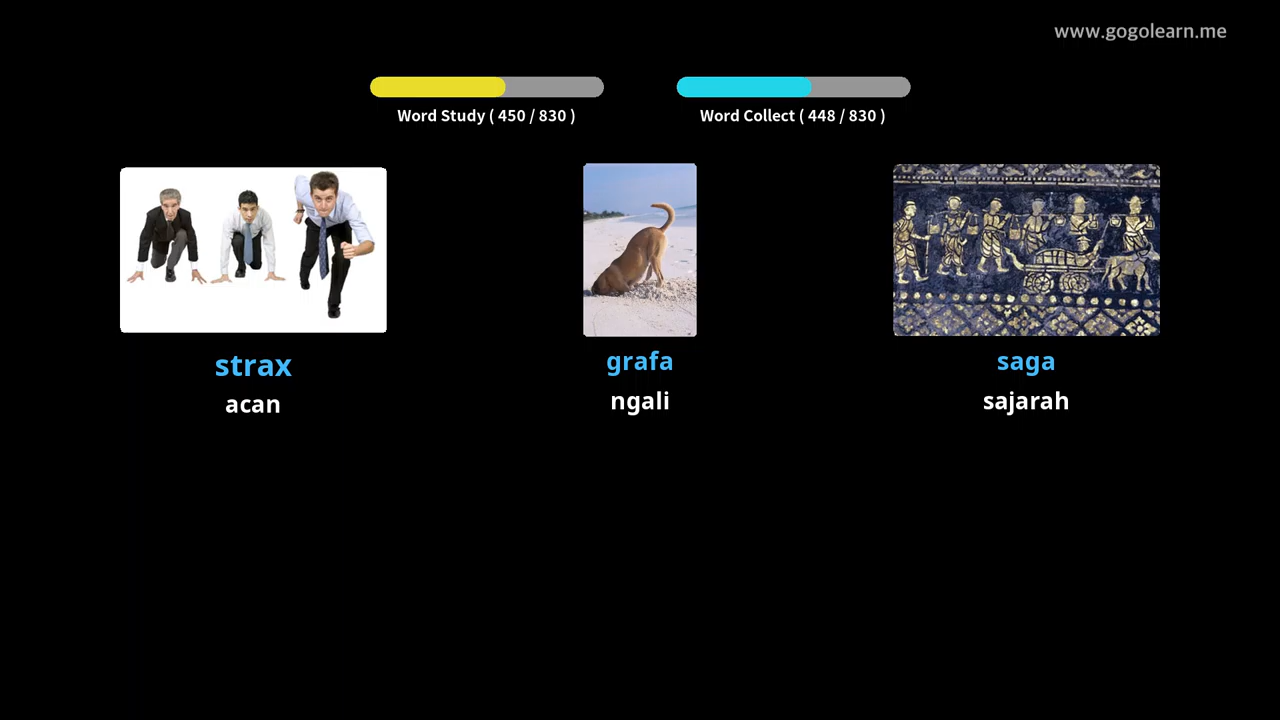 www.gogolearn.me
Word Study ( 450 / 830 )
Word Collect ( 448 / 830 )
strax
acan
grafa
ngali
saga
sajarah